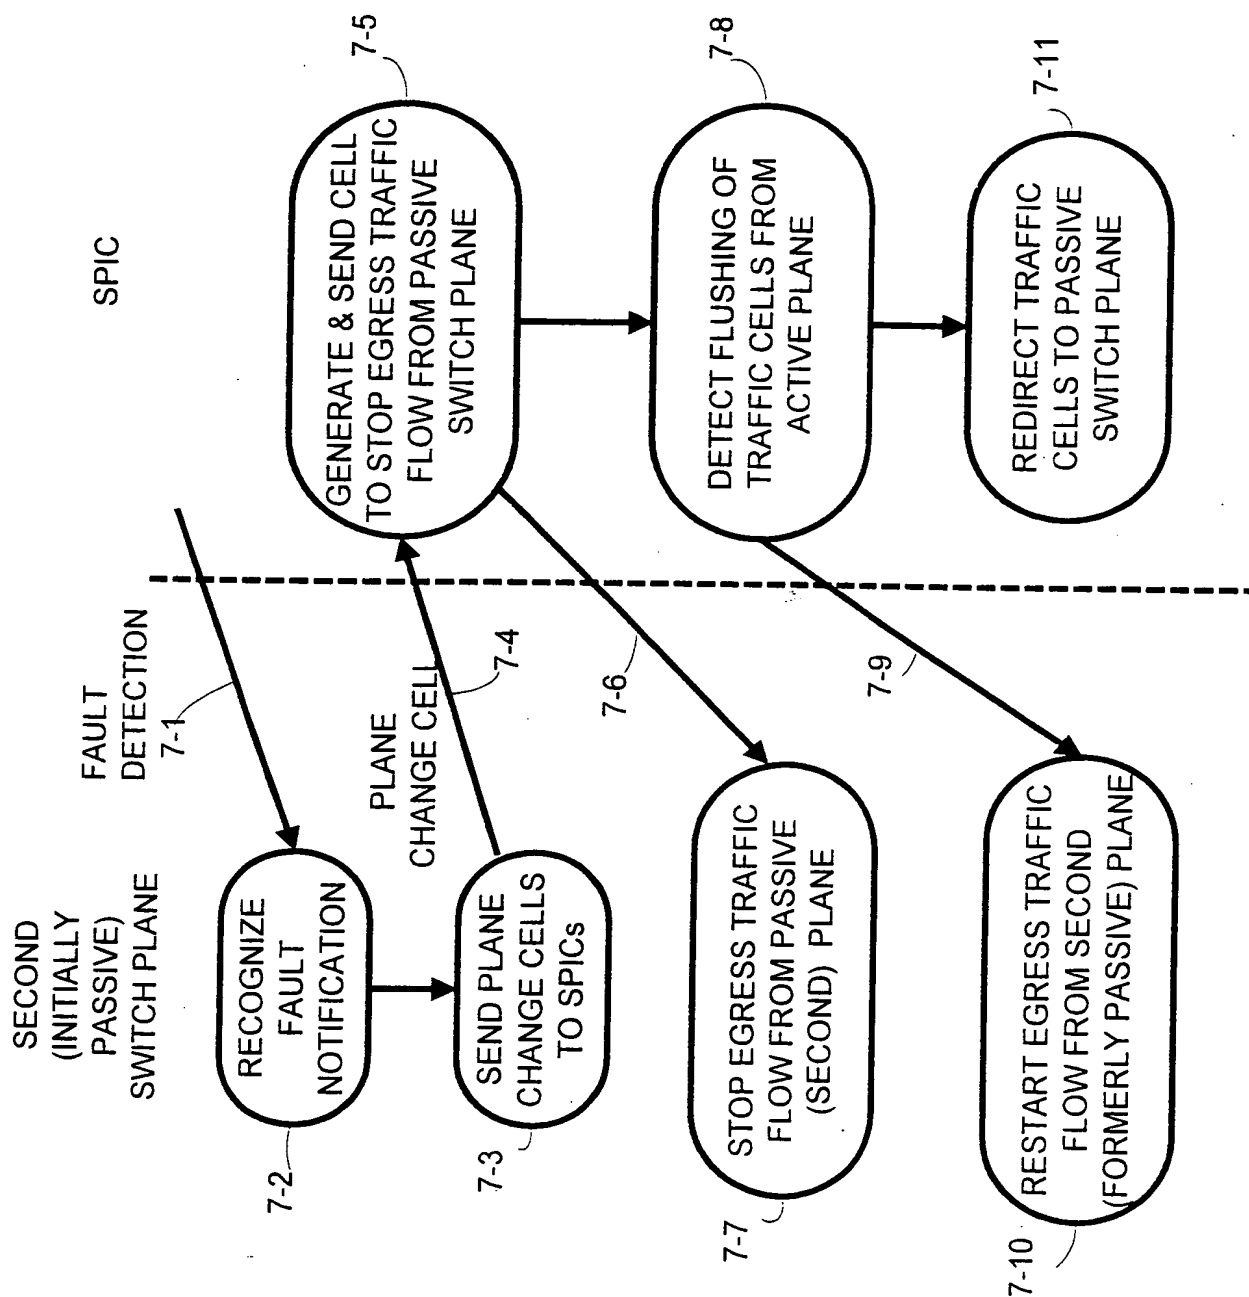 SECOND
(INITIALLY
PASSIVE)
SWITCH PLANE
FAULT
DETECTION
7-1
SPIC
RECOGNIZE
FAULT
NOTIFICATION
7-2
SEND PLANE
CHANGE CELLS
TO SPICs
7-3
PLANE
CHANGE CELL
7-4
GENERATE & SEND CELL
TO STOP EGRESS TRAFFIC
FLOW FROM PASSIVE
SWITCH PLANE
7-5
7-6
STOP EGRESS TRAFFIC
FLOW FROM PASSIVE
(SECOND) PLANE
7-7
DETECT FLUSHING OF
TRAFFIC CELLS FROM
ACTIVE PLANE
7-8
7-9
RESTART EGRESS TRAFFIC
FLOW FROM SECOND
(FORMERLY PASSIVE) PLANE
7-10
REDIRECT TRAFFIC
CELLS TO PASSIVE
SWITCH PLANE
7-11